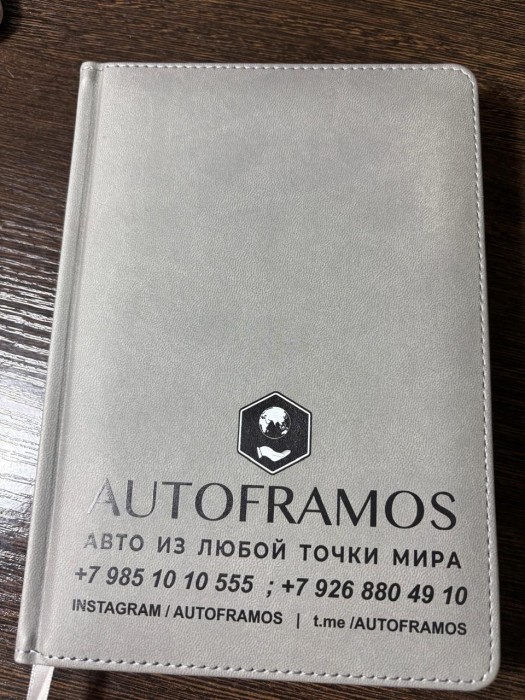 AUTOFRAMOS
АВТО ИЗ ЛЮБОЙ ТОЧКИ МИРА
+7 985 10 10 555 ; +7 926 880 49 10
INSTAGRAM / AUTOFRAMOS | t.me /AUTOFRAMOS